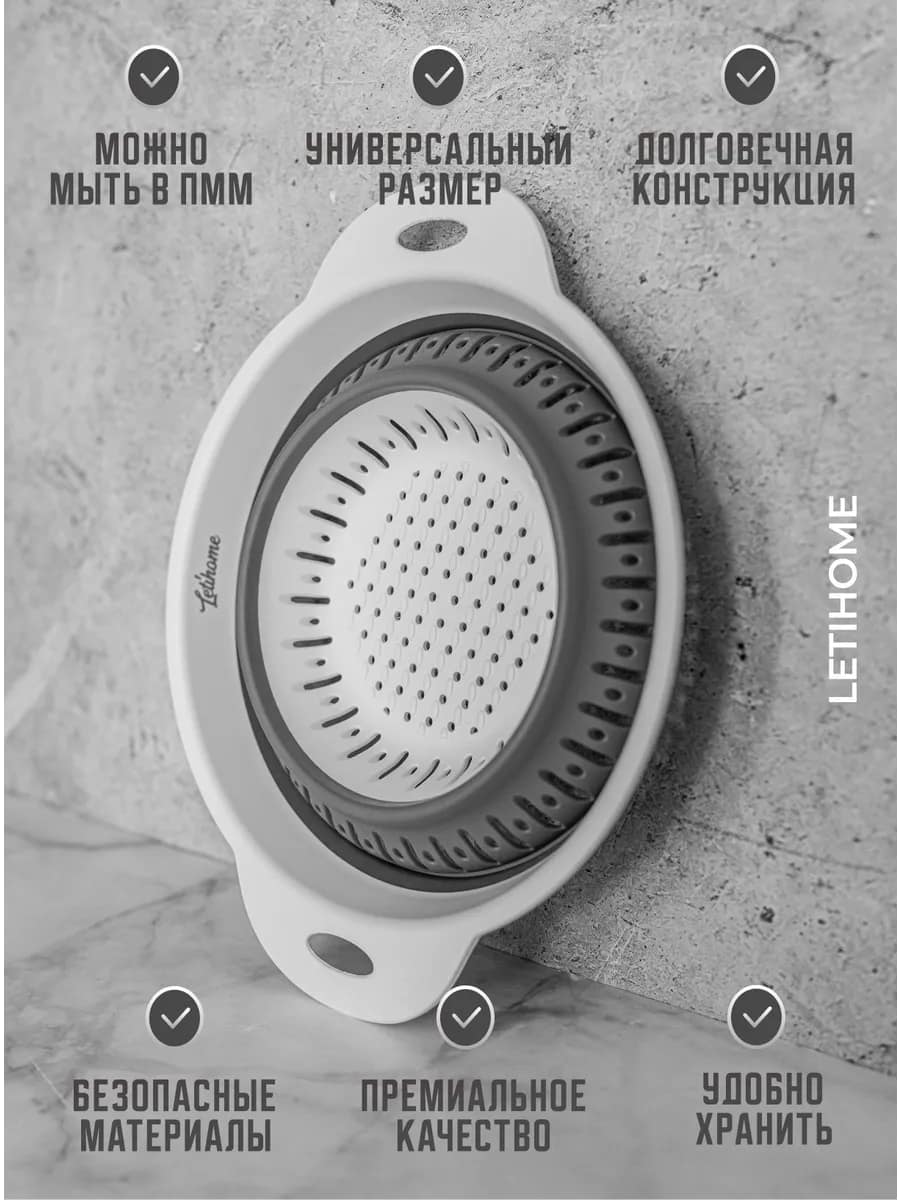 МОЖНО
МЫТЬ В ПММ
УНИВЕРСАЛЬНЫЙ
РАЗМЕР
ДОЛГОВЕЧНАЯ
КОНСТРУКЦИЯ
Letihome
LETIHOME
БЕЗОПАСНЫЕ
МАТЕРИАЛЫ
ПРЕМИАЛЬНОЕ
КАЧЕСТВО
УДОБНО
ХРАНИТЬ